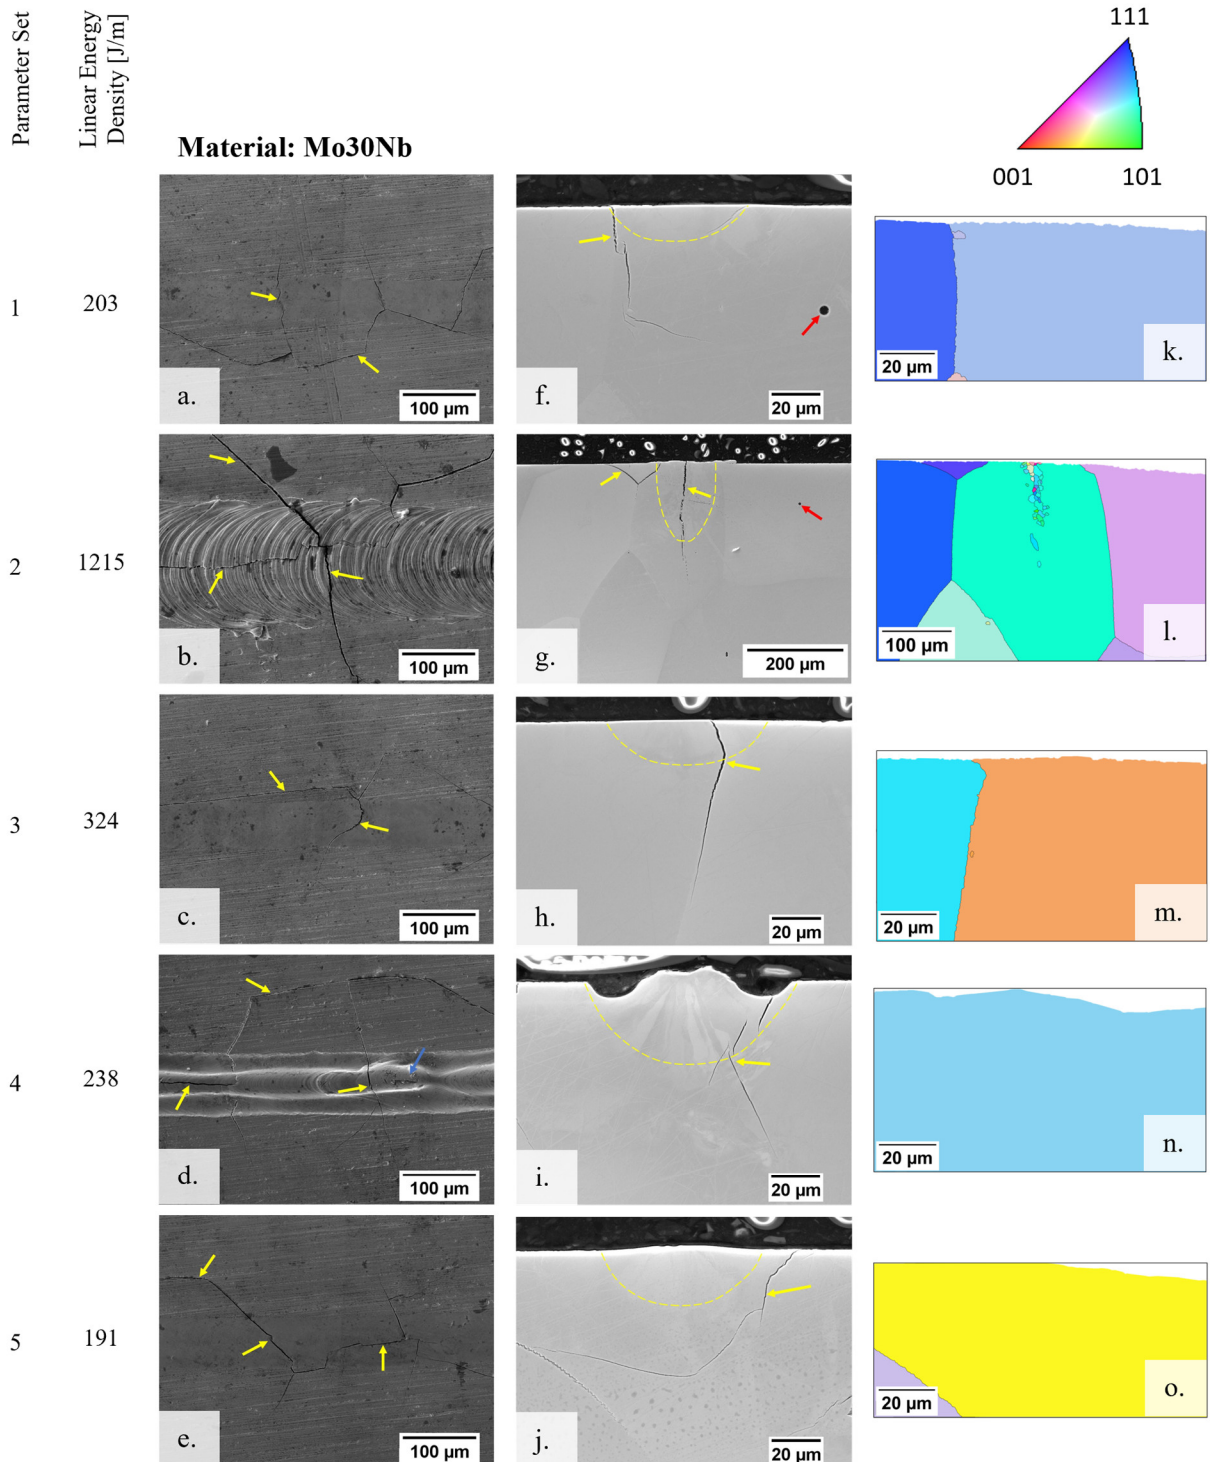 Parameter Set
Linear Energy
Density [J/m]
111
001
101
Material: Mo30Nb
1
203
100 µm
a.
20 µm
f.
20 µm
k.
2
1215
100 µm
b.
200 µm
g.
100 µm
l.
3
324
100 µm
c.
20 µm
h.
20 µm
m.
4
238
100 µm
d.
20 µm
i.
20 µm
n.
5
191
100 µm
e.
20 µm
j.
20 µm
o.